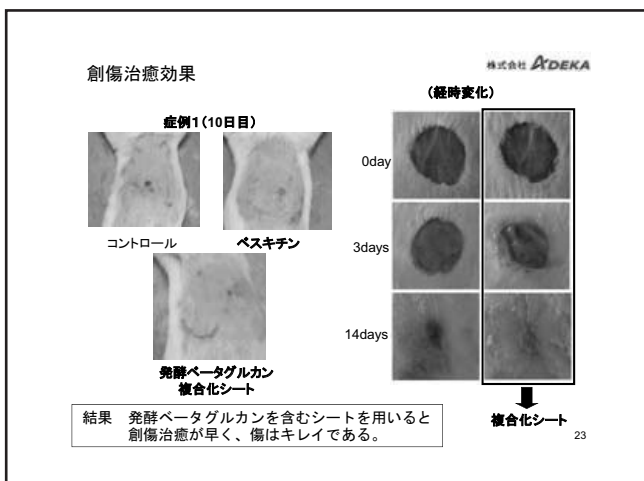 創傷治癒効果
株式会社 ADEKA
(経時変化)
症例1(10日目)
0day
コントロール
ベスキチン
3days
発酵ベータグルカン
複合化シート
14days
結果 発酵ベータグルカンを含むシートを用いると
創傷治癒が早く、傷はキレイである。
複合化シート
23